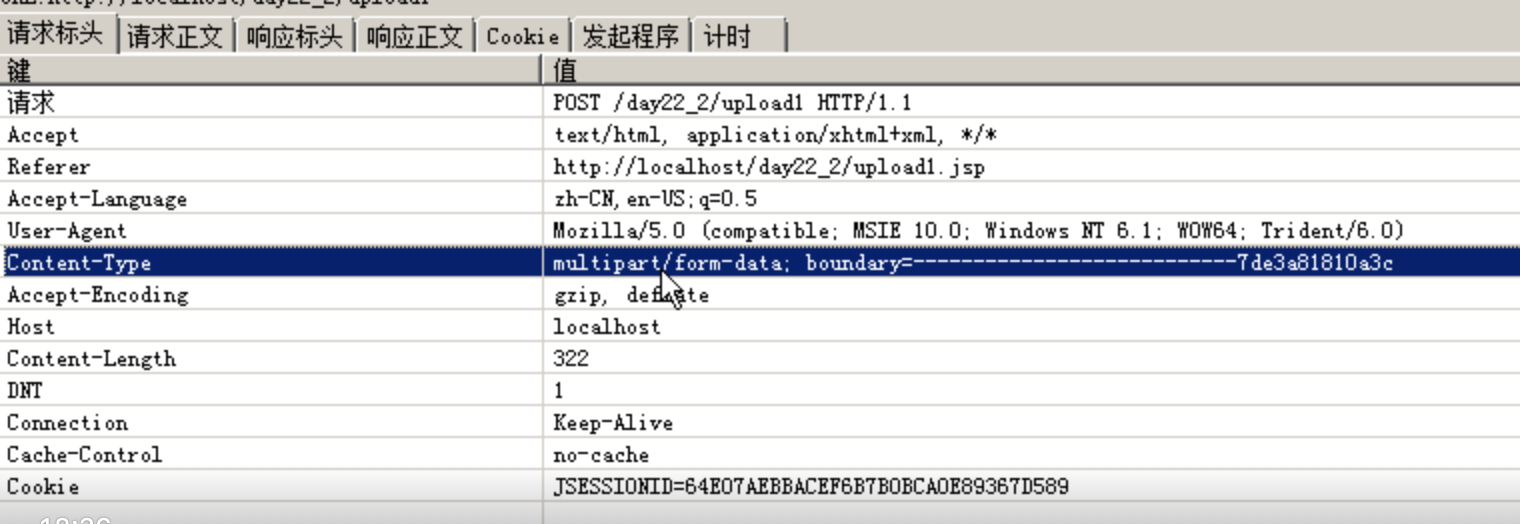 请求标头 请求正文 响应标头 响应正文 Cookie 发起程序 计时
键 值
请求 POST /day22_2/upload1 HTTP/1.1
Accept text/html, application/xhtml+xml, */*
Referer http://localhost/day22_2/upload1.jsp
Accept-Language zh-CN,en-US;q=0.5
User-Agent Mozilla/5.0 (compatible; MSIE 10.0; Windows NT 6.1; WOW64; Trident/6.0)
Content-Type multipart/form-data; boundary=---------------------------7de3a81810a3c
Accept-Encoding gzip, deflate
Host localhost
Content-Length 322
DNT 1
Connection Keep-Alive
Cache-Control no-cache
Cookie JSESSIONID=64E07AEBBACEF6B7B0BCA0E89367D589